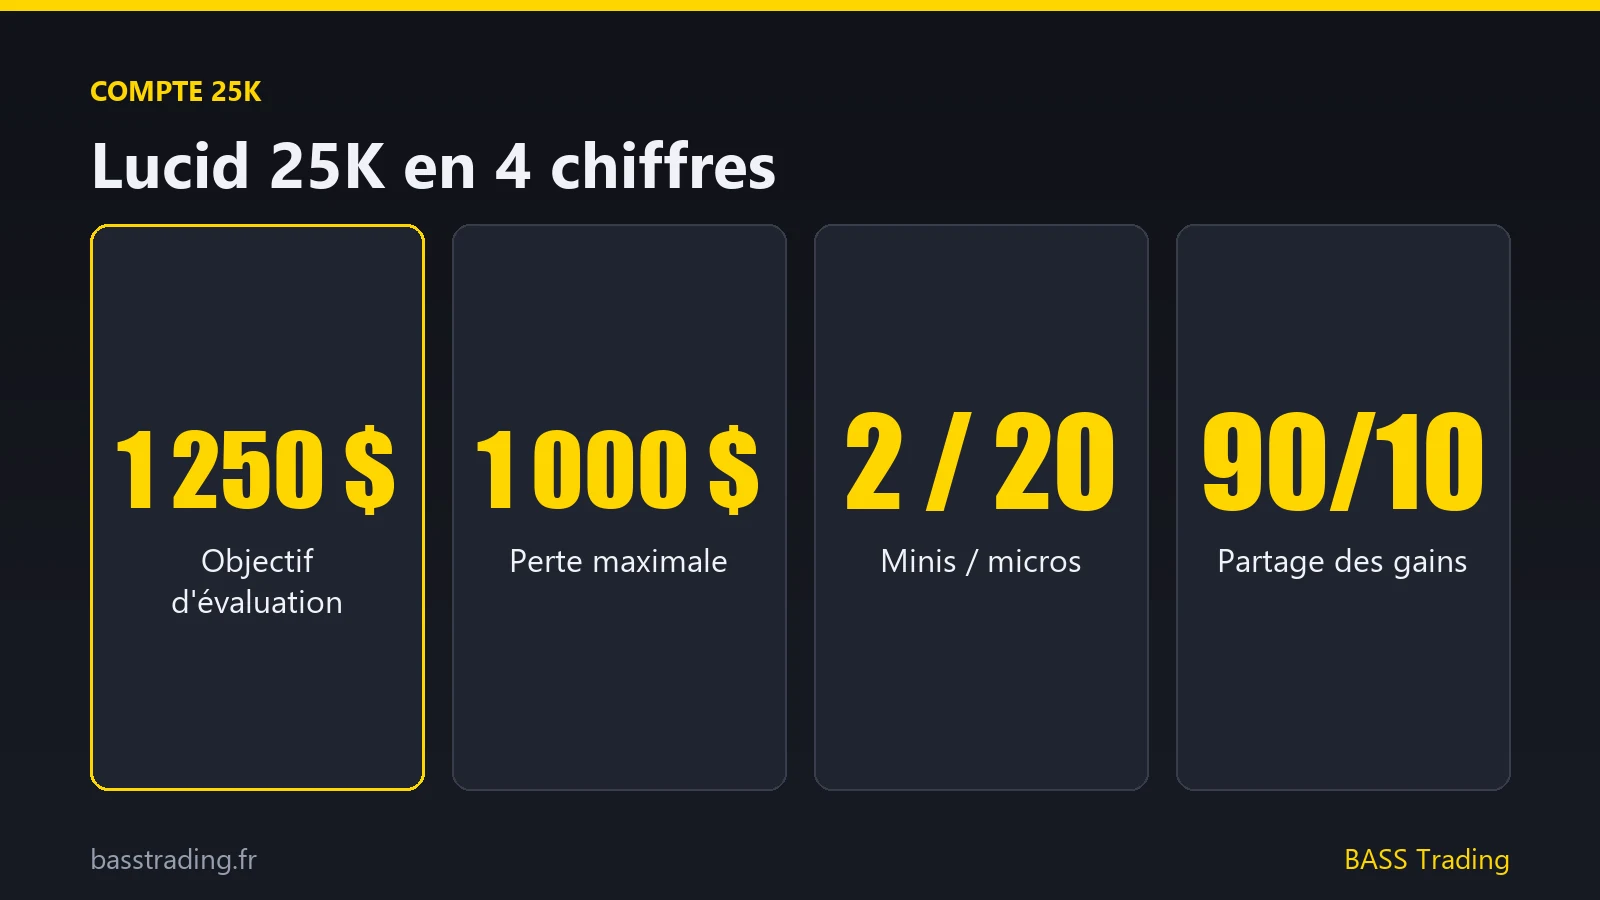 COMPTE 25K
Lucid 25K en 4 chiffres
1 250 $
Objectif
d'évaluation
1 000 $
Perte maximale
2 / 20
Minis / micros
90/10
Partage des gains
basstrading.fr
BASS Trading